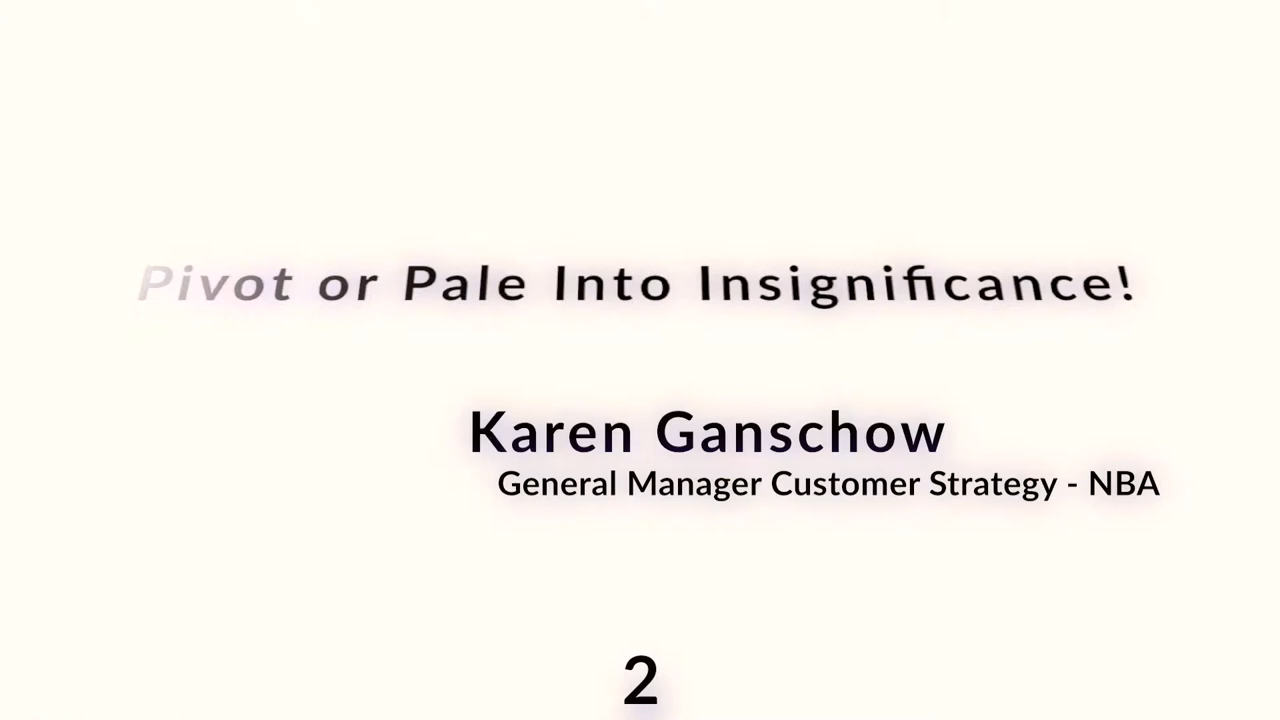 Pivot or Pale Into Insignificance!
Karen Ganschow
General Manager Customer Strategy - NBA
2